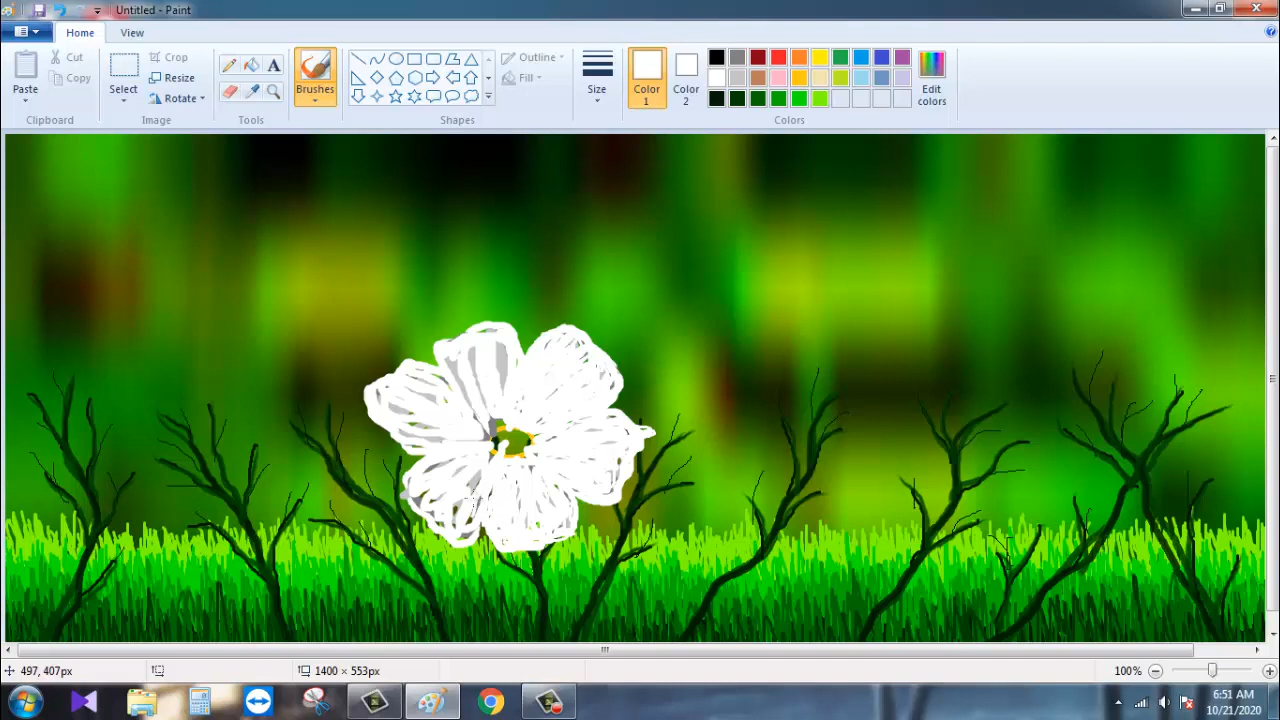 Untitled - Paint
Home View
Paste
Cut
Copy
Clipboard
Select
Crop
Resize
Rotate
Image
A
Tools
Brushes
Outline
Fill
Shapes
Size
Color 1
Color 2
Edit colors
Colors
497, 407px
1400 × 553px
100%
6:51 AM
10/21/2020